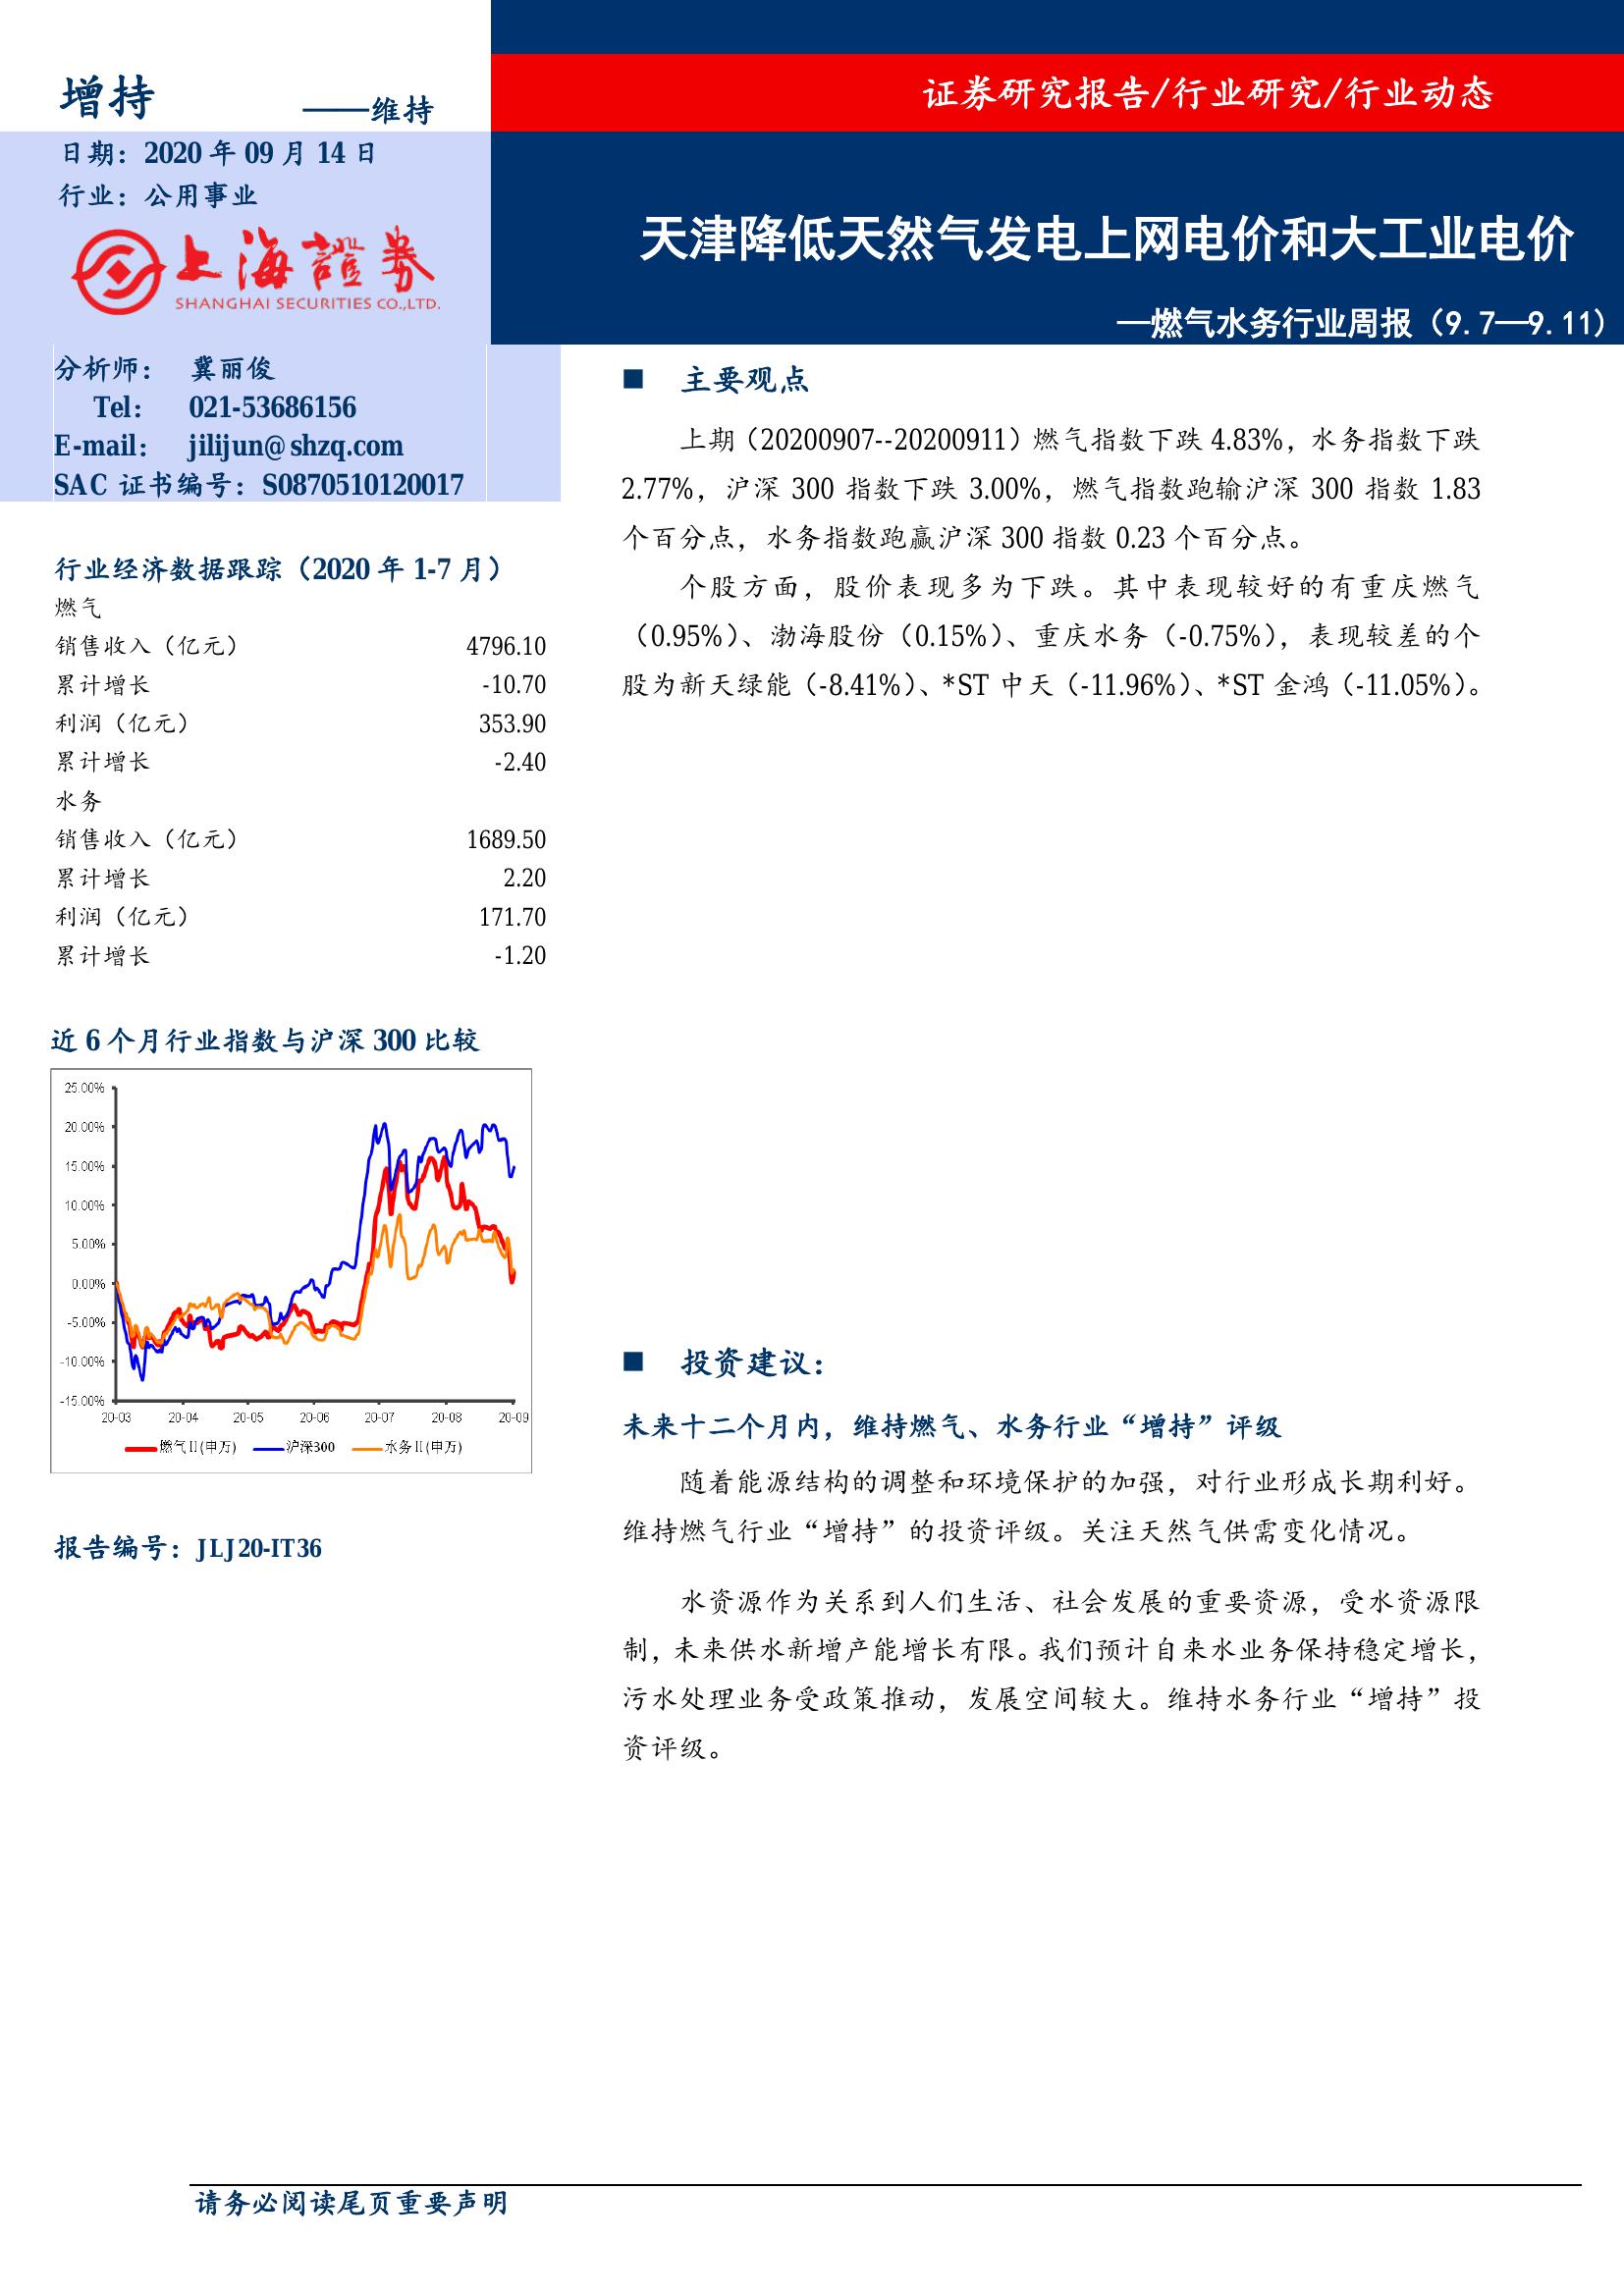 增持 ——维持
日期：2020 年 09 月 14 日
行业：公用事业
上海證券
SHANGHAI SECURITIES CO.,LTD.
证券研究报告/行业研究/行业动态
天津降低天然气发电上网电价和大工业电价
—燃气水务行业周报（9.7—9.11）
分析师： 冀丽俊
Tel： 021-53686156
E-mail： jilijun@shzq.com
SAC 证书编号：S0870510120017
行业经济数据跟踪（2020 年 1-7 月）
燃气
销售收入（亿元） 4796.10
累计增长 -10.70
利润（亿元） 353.90
累计增长 -2.40
水务
销售收入（亿元） 1689.50
累计增长 2.20
利润（亿元） 171.70
累计增长 -1.20
近 6 个月行业指数与沪深 300 比较
25.00%
20.00%
15.00%
10.00%
5.00%
0.00%
-5.00%
-10.00%
-15.00%
20-03 20-04 20-05 20-06 20-07 20-08 20-09
燃气Ⅱ(申万) 沪深300 水务Ⅱ(申万)
报告编号：JLJ20-IT36
■ 主要观点
上期（20200907--20200911）燃气指数下跌 4.83%，水务指数下跌
2.77%，沪深 300 指数下跌 3.00%，燃气指数跑输沪深 300 指数 1.83
个百分点，水务指数跑赢沪深 300 指数 0.23 个百分点。
个股方面，股价表现多为下跌。其中表现较好的有重庆燃气
（0.95%）、渤海股份（0.15%）、重庆水务（-0.75%），表现较差的个
股为新天绿能（-8.41%）、*ST 中天（-11.96%）、*ST 金鸿（-11.05%）。
■ 投资建议：
未来十二个月内，维持燃气、水务行业“增持”评级
随着能源结构的调整和环境保护的加强，对行业形成长期利好。
维持燃气行业“增持”的投资评级。关注天然气供需变化情况。
水资源作为关系到人们生活、社会发展的重要资源，受水资源限
制，未来供水新增产能增长有限。我们预计自来水业务保持稳定增长，
污水处理业务受政策推动，发展空间较大。维持水务行业“增持”投
资评级。
请务必阅读尾页重要声明